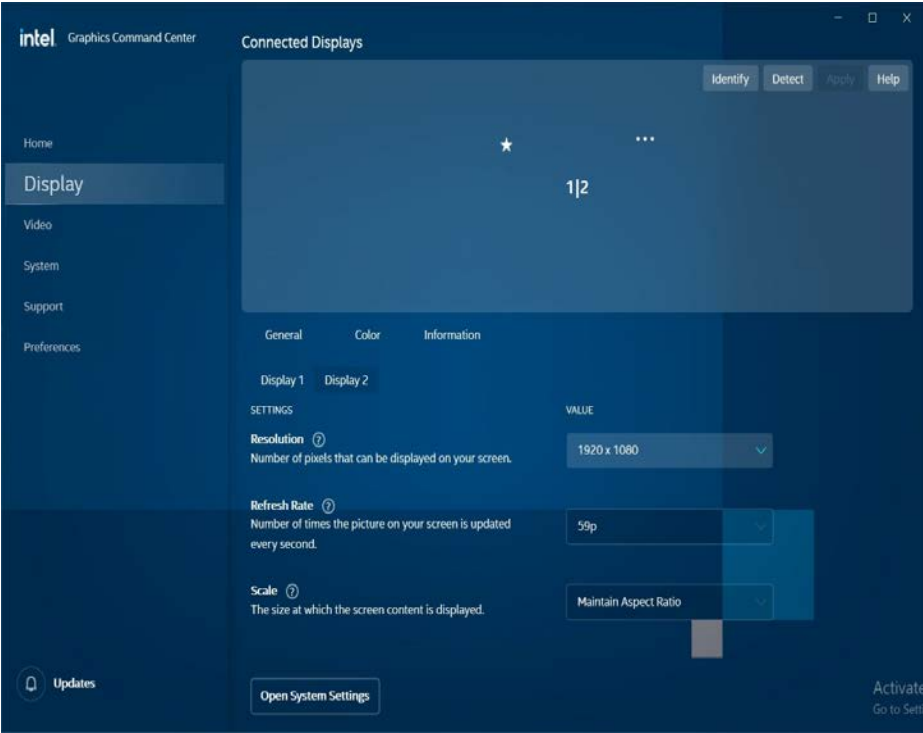 intel. Graphics Command Center
Connected Displays
Identify Detect Apply Help
Home
Display
Video
System
Support
Preferences
1|2
General Color Information
Display 1 Display 2
SETTINGS VALUE
Resolution ?
Number of pixels that can be displayed on your screen.
1920 x 1080
Refresh Rate ?
Number of times the picture on your screen is updated
every second.
59p
Scale ?
The size at which the screen content is displayed.
Maintain Aspect Ratio
Updates
Open System Settings
Activate
Go to Sett